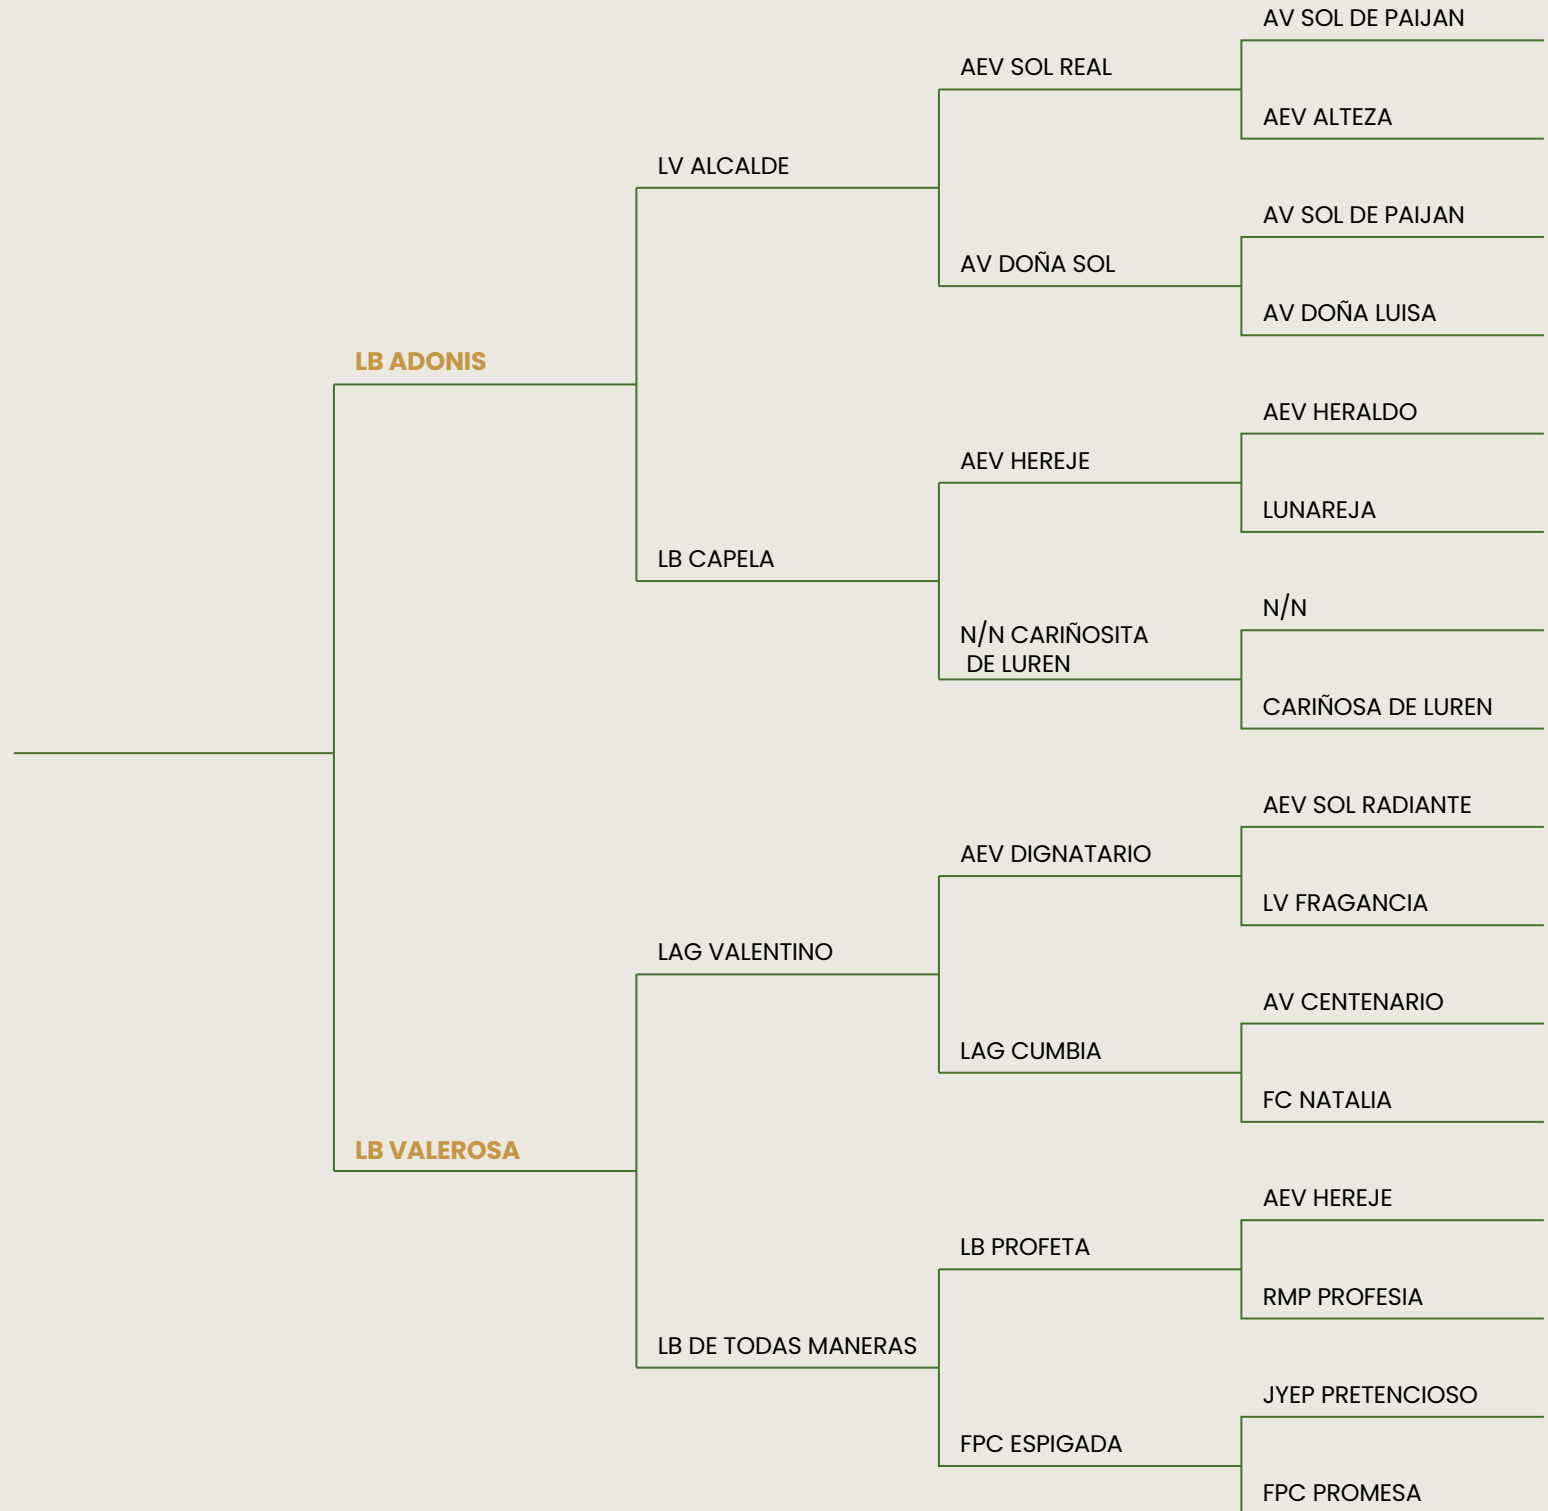 AV SOL DE PAIJAN
AEV SOL REAL
AEV ALTEZA
LV ALCALDE
AV SOL DE PAIJAN
AV DOÑA SOL
AV DOÑA LUISA
LB ADONIS
AEV HERALDO
AEV HEREJE
LUNAREJA
LB CAPELA
N/N
N/N CARIÑOSITA
DE LUREN
CARIÑOSA DE LUREN
AEV SOL RADIANTE
AEV DIGNATARIO
LV FRAGANCIA
LAG VALENTINO
AV CENTENARIO
LAG CUMBIA
FC NATALIA
LB VALEROSA
AEV HEREJE
LB PROFETA
RMP PROFESIA
LB DE TODAS MANERAS
JYEP PRETENCIOSO
FPC ESPIGADA
FPC PROMESA